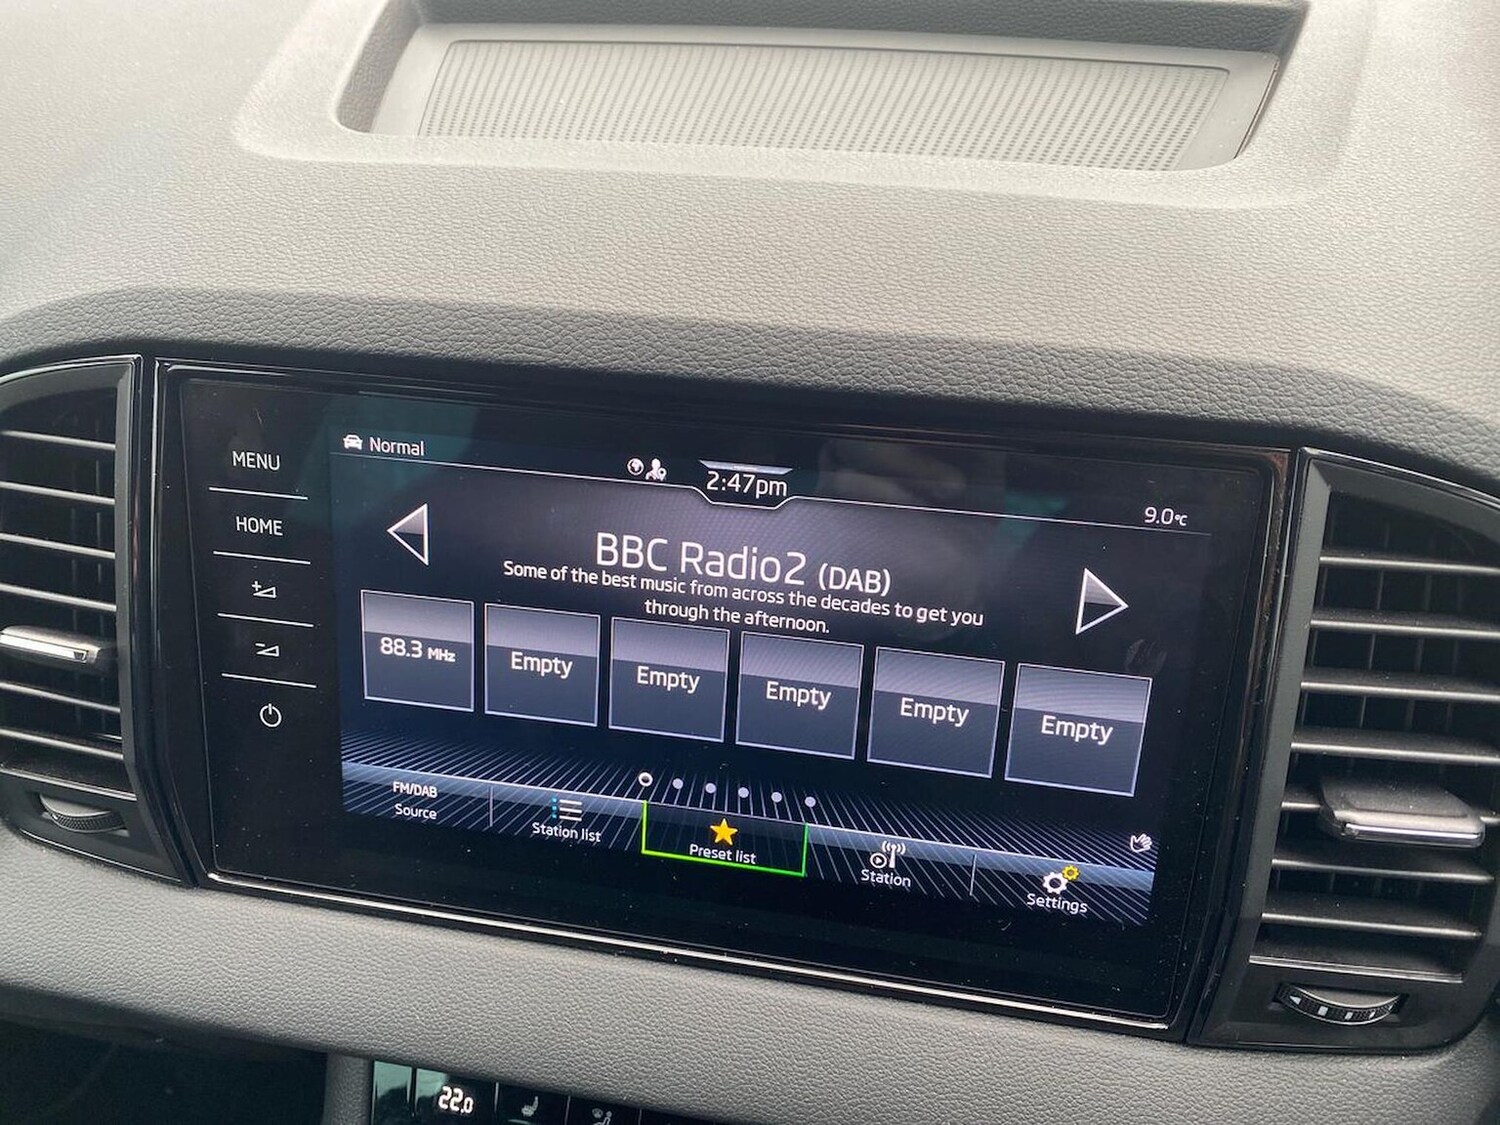 Normal
2:47pm
9.0°C
MENU
HOME
BBC Radio2 (DAB)
Some of the best music from across the decades to get you
through the afternoon.
88.3 MHz
Empty
Empty
Empty
Empty
Empty
FM/DAB
Source
Station list
Preset list
Station
Settings
22.0